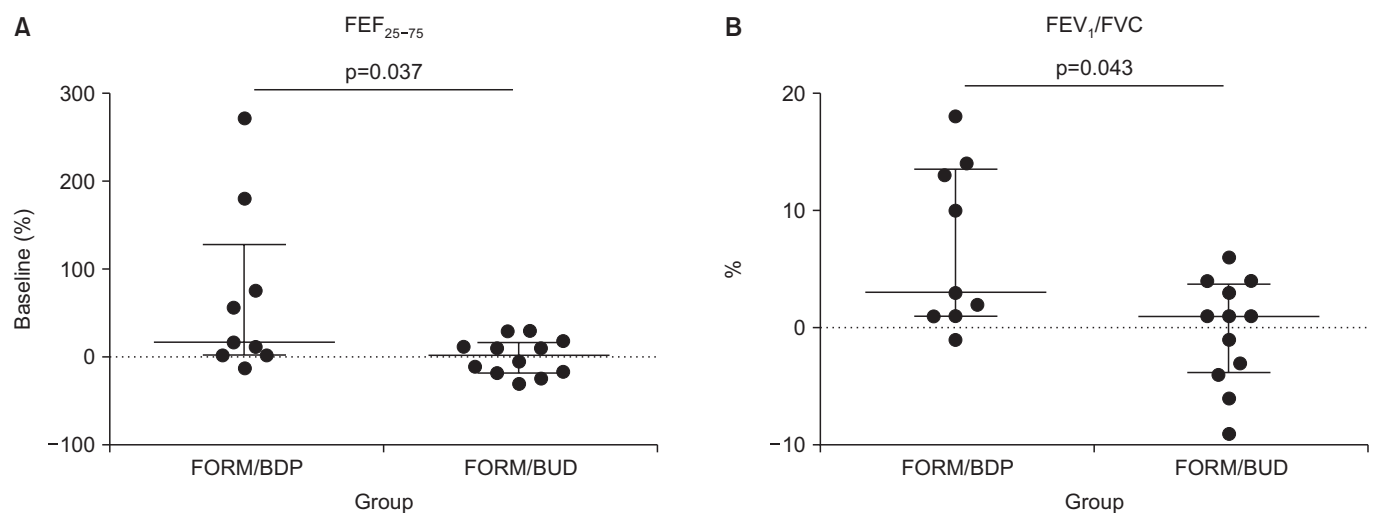 A
FEF25–75
p=0.037
300
200
100
0
−100
Baseline (%)
FORM/BDP
FORM/BUD
Group
B
FEV1/FVC
p=0.043
20
10
0
−10
%
FORM/BDP
FORM/BUD
Group